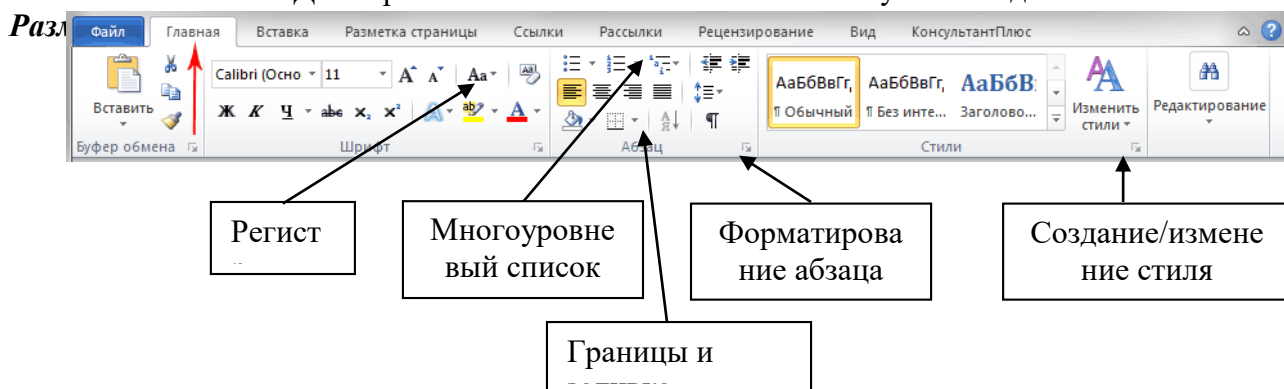 Разм
Файл Главная Вставка Разметка страницы Ссылки Рассылки Рецензирование Вид КонсультантПлюс
Calibri (Осно 11 Aa
Вставить
Ж К Ч abc x₂ x² ab A
АаБбВвГг, АаБбВвГг, АаБбВ
¶ Обычный ¶ Без инте... Заголово...
Изменить
стили
Редактирование
Буфер обмена Шрифт Абзац Стили
Регист
Многоуровне
вый список
Форматирова
ние абзаца
Создание/измене
ние стиля
Границы и